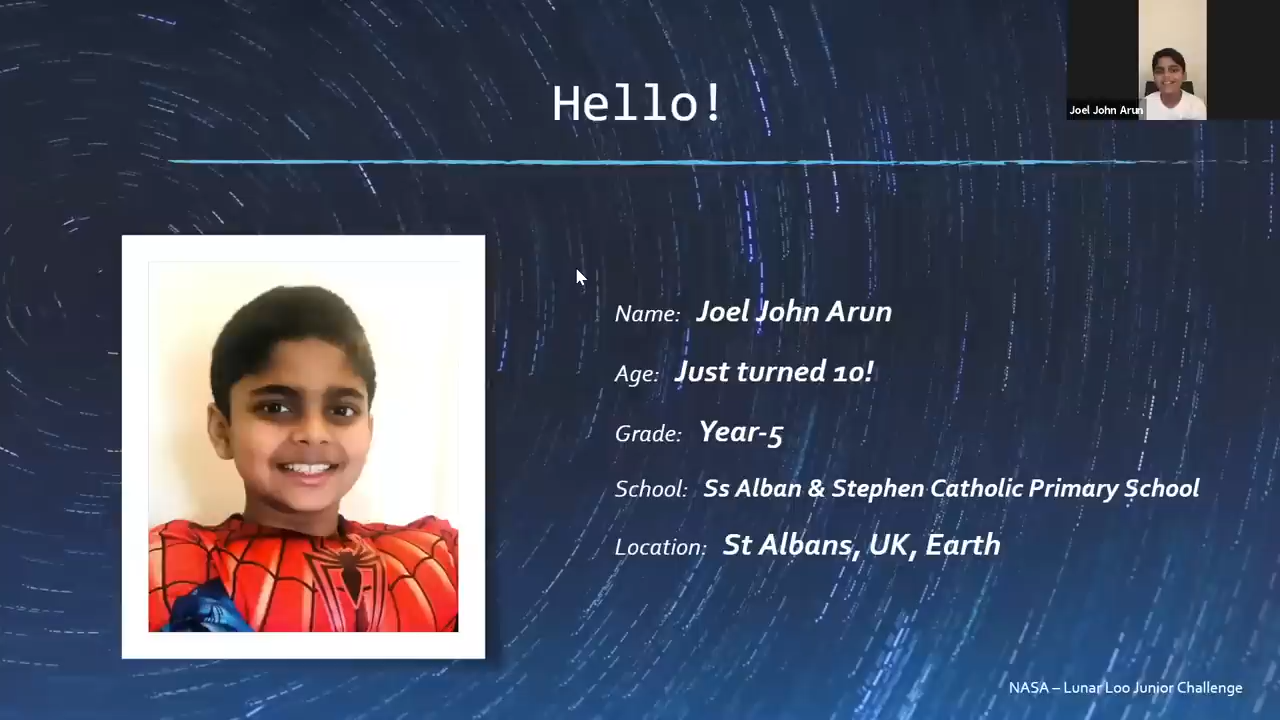 Hello!
Joel John Arun
Name: Joel John Arun
Age: Just turned 10!
Grade: Year-5
School: Ss Alban & Stephen Catholic Primary School
Location: St Albans, UK, Earth
NASA – Lunar Loo Junior Challenge